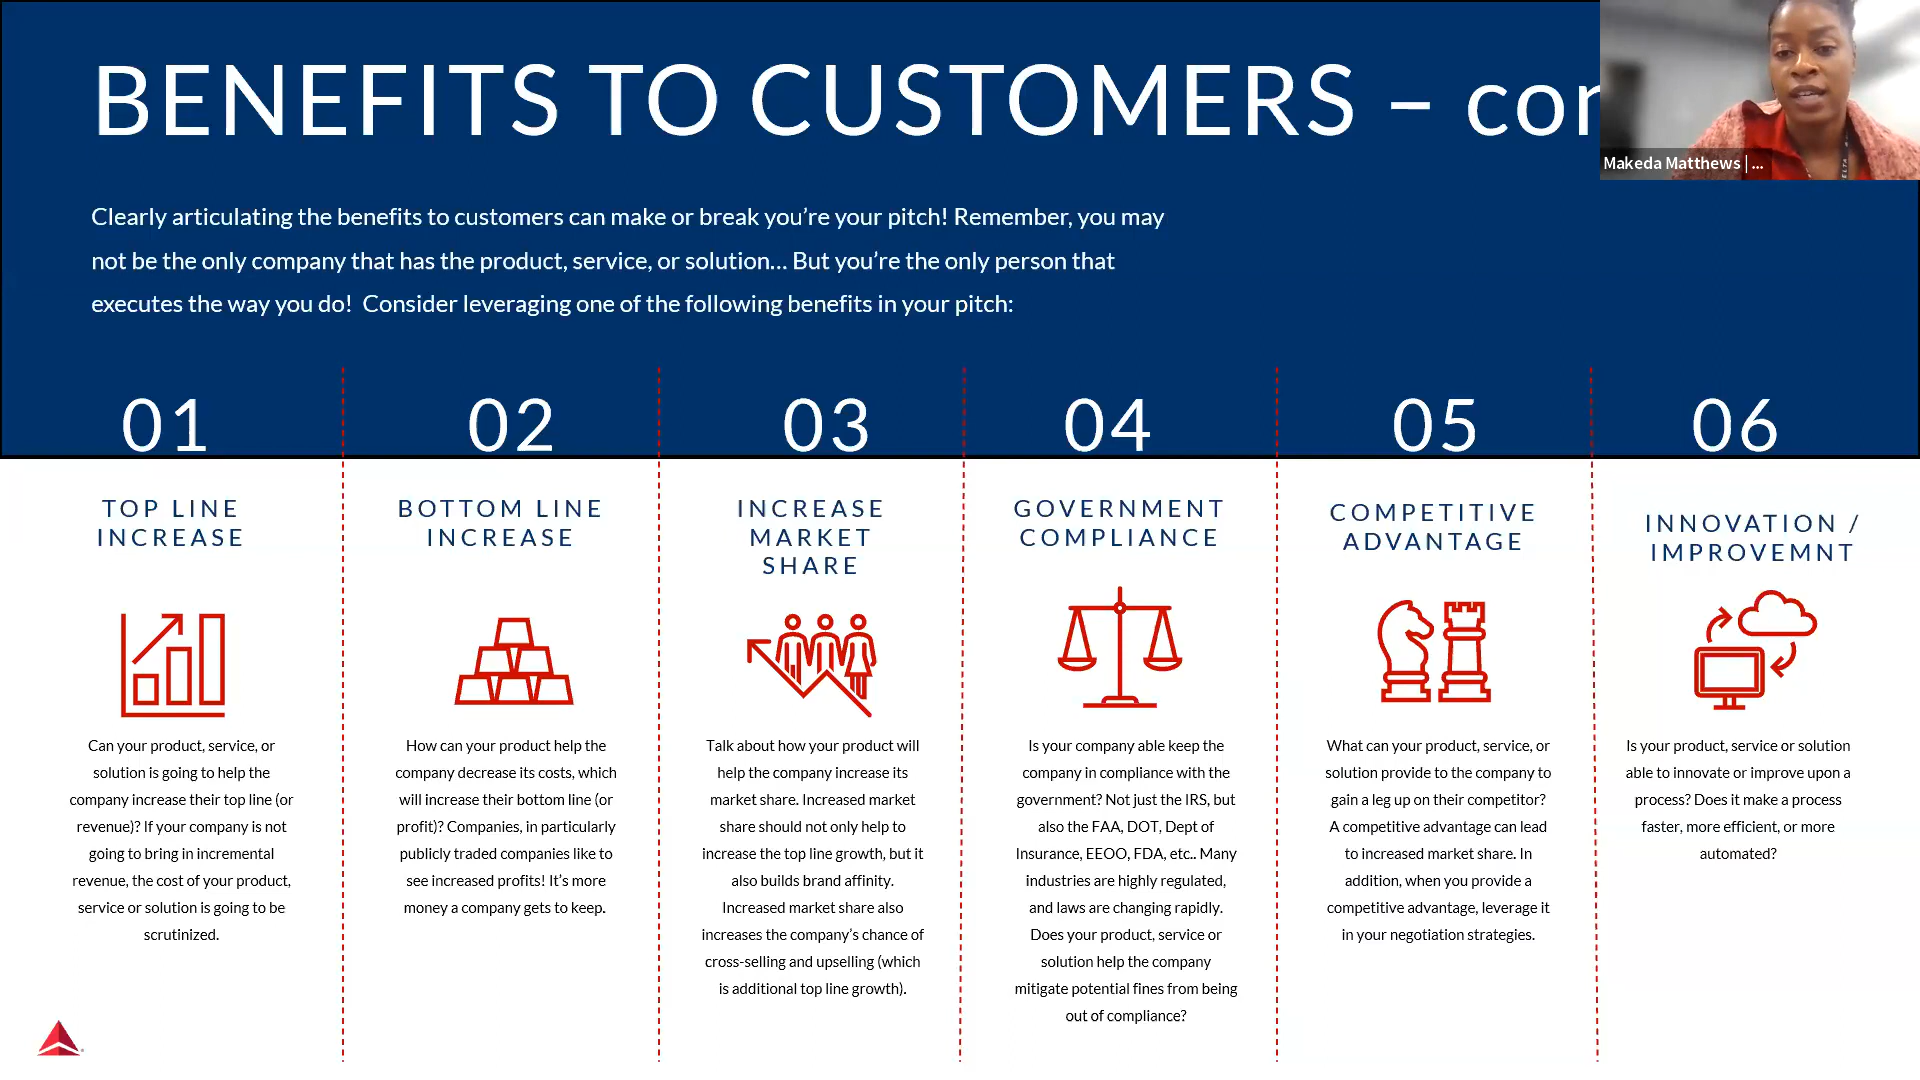 BENEFITS TO CUSTOMERS – con
Makeda Matthews | ...
Clearly articulating the benefits to customers can make or break you’re your pitch! Remember, you may
not be the only company that has the product, service, or solution… But you’re the only person that
executes the way you do!  Consider leveraging one of the following benefits in your pitch:
01
TOP LINE
INCREASE
Can your product, service, or
solution is going to help the
company increase their top line (or
revenue)? If your company is not
going to bring in incremental
revenue, the cost of your product,
service or solution is going to be
scrutinized.
02
BOTTOM LINE
INCREASE
How can your product help the
company decrease its costs, which
will increase their bottom line (or
profit)? Companies, in particularly
publicly traded companies like to
see increased profits! It’s more
money a company gets to keep.
03
INCREASE
MARKET
SHARE
Talk about how your product will
help the company increase its
market share. Increased market
share should not only help to
increase the top line growth, but it
also builds brand affinity.
Increased market share also
increases the company’s chance of
cross-selling and upselling (which
is additional top line growth).
04
GOVERNMENT
COMPLIANCE
Is your company able keep the
company in compliance with the
government? Not just the IRS, but
also the FAA, DOT, Dept of
Insurance, EEOO, FDA, etc.. Many
industries are highly regulated,
and laws are changing rapidly.
Does your product, service or
solution help the company
mitigate potential fines from being
out of compliance?
05
COMPETITIVE
ADVANTAGE
What can your product, service, or
solution provide to the company to
gain a leg up on their competitor?
A competitive advantage can lead
to increased market share. In
addition, when you provide a
competitive advantage, leverage it
in your negotiation strategies.
06
INNOVATION /
IMPROVEMNT
Is your product, service or solution
able to innovate or improve upon a
process? Does it make a process
faster, more efficient, or more
automated?